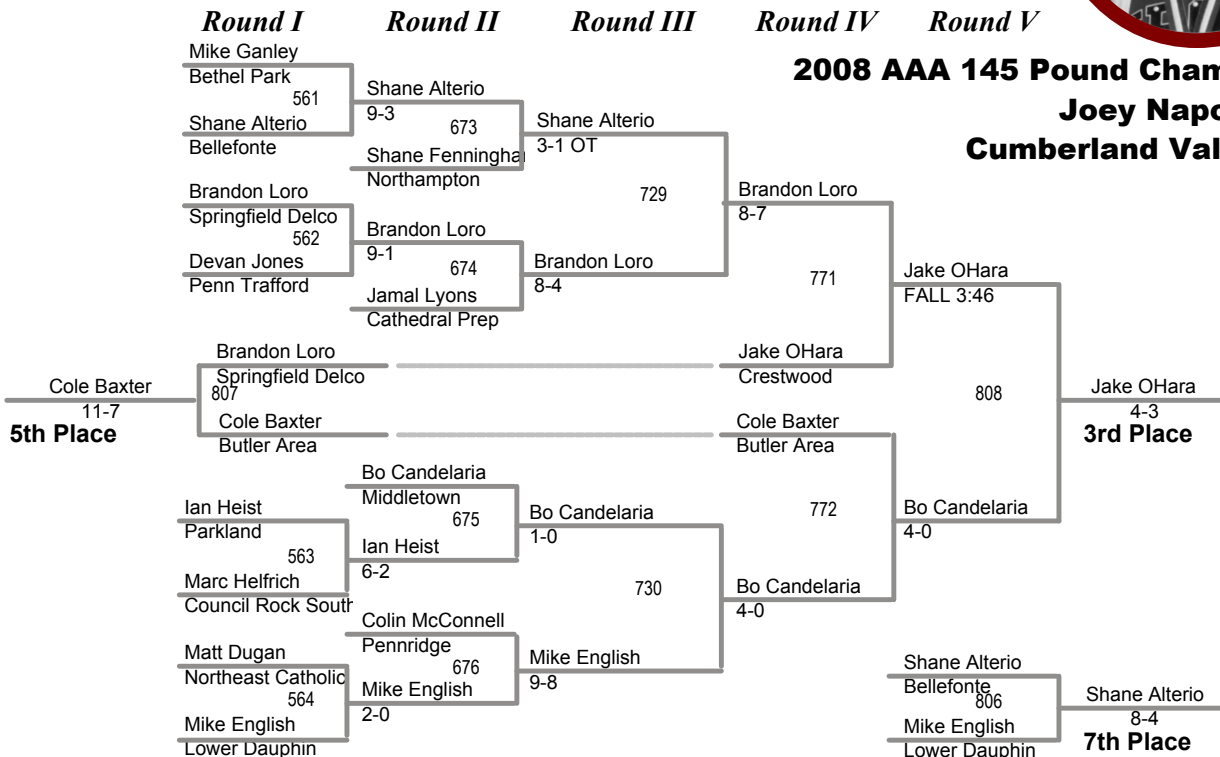 Round I Round II Round III Round IV Round V
2008 AAA 145 Pound Cham
Joey Napo
Cumberland Val
Mike Ganley
Bethel Park
561
Shane Alterio
Bellefonte
Shane Alterio
9-3
673
Shane Fenningha
Northampton
Shane Alterio
3-1 OT
Brandon Loro
Springfield Delco
562
Devan Jones
Penn Trafford
Brandon Loro
9-1
674
Jamal Lyons
Cathedral Prep
Brandon Loro
8-4
729
Brandon Loro
8-7
771
Jake OHara
Crestwood
Jake OHara
FALL 3:46
Brandon Loro
Springfield Delco
807
Cole Baxter
Butler Area
Cole Baxter
11-7
5th Place
Cole Baxter
Butler Area
808
Jake OHara
4-3
3rd Place
Bo Candelaria
Middletown
675
Ian Heist
Parkland
563
Marc Helfrich
Council Rock South
Ian Heist
6-2
Bo Candelaria
1-0
772
Bo Candelaria
4-0
730
Bo Candelaria
4-0
Colin McConnell
Pennridge
676
Matt Dugan
Northeast Catholic
564
Mike English
Lower Dauphin
Mike English
2-0
Mike English
9-8
Shane Alterio
Bellefonte
806
Mike English
Lower Dauphin
Shane Alterio
8-4
7th Place